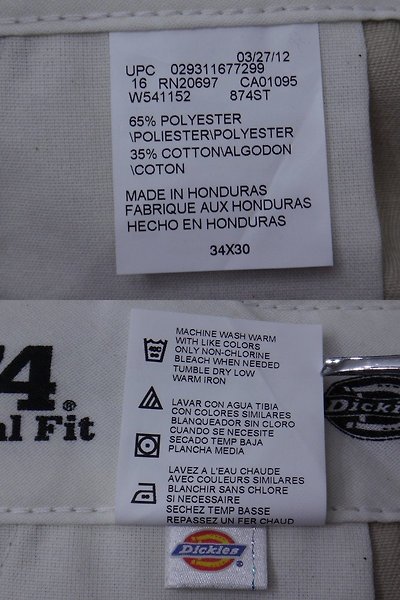 03/27/12
UPC 029311677299
16 RN20697 CA01095
W541152 874ST
65% POLYESTER
\POLIESTER\POLYESTER
35% COTTON\ALGODON
\COTON
MADE IN HONDURAS
FABRIQUE AUX HONDURAS
HECHO EN HONDURAS
34X30
74®
al Fit
MACHINE WASH WARM
WITH LIKE COLORS
ONLY NON-CHLORINE
BLEACH WHEN NEEDED
TUMBLE DRY LOW
WARM IRON
LAVAR CON AGUA TIBIA
CON COLORES SIMILARES
BLANQUEADOR SIN CLORO
CUANDO SE NECESITE
SECADO TEMP BAJA
PLANCHA MEDIA
LAVEZ A L'EAU CHAUDE
AVEC COULEURS SIMILARES
BLANCHIR SANS CHLORE
SI NECESSAIRE
SECHEZ TEMP BASSE
REPASSEZ UN FER CHAUD
Dickies
Dickies®